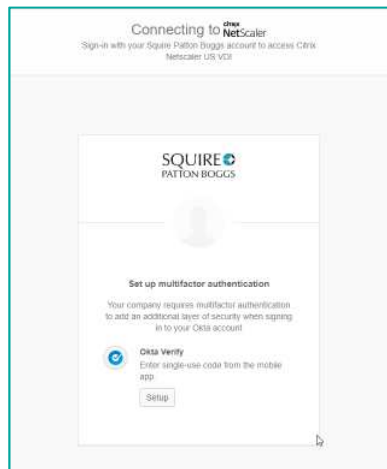 Connecting to citrix NetScaler
Sign-in with your Squire Patton Boggs account to access Citrix
Netscaler US VDI
SQUIRE
PATTON BOGGS
Set up multifactor authentication
Your company requires multifactor authentication
to add an additional layer of security when signing
in to your Okta account
Okta Verify
Enter single-use code from the mobile
app
Setup